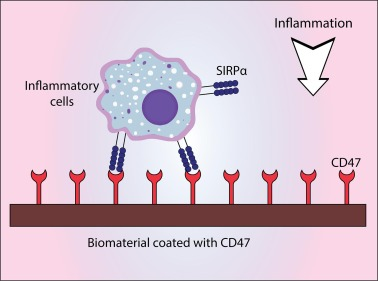 Inflammation
SIRPα
Inflammatory
cells
CD47
Biomaterial coated with CD47